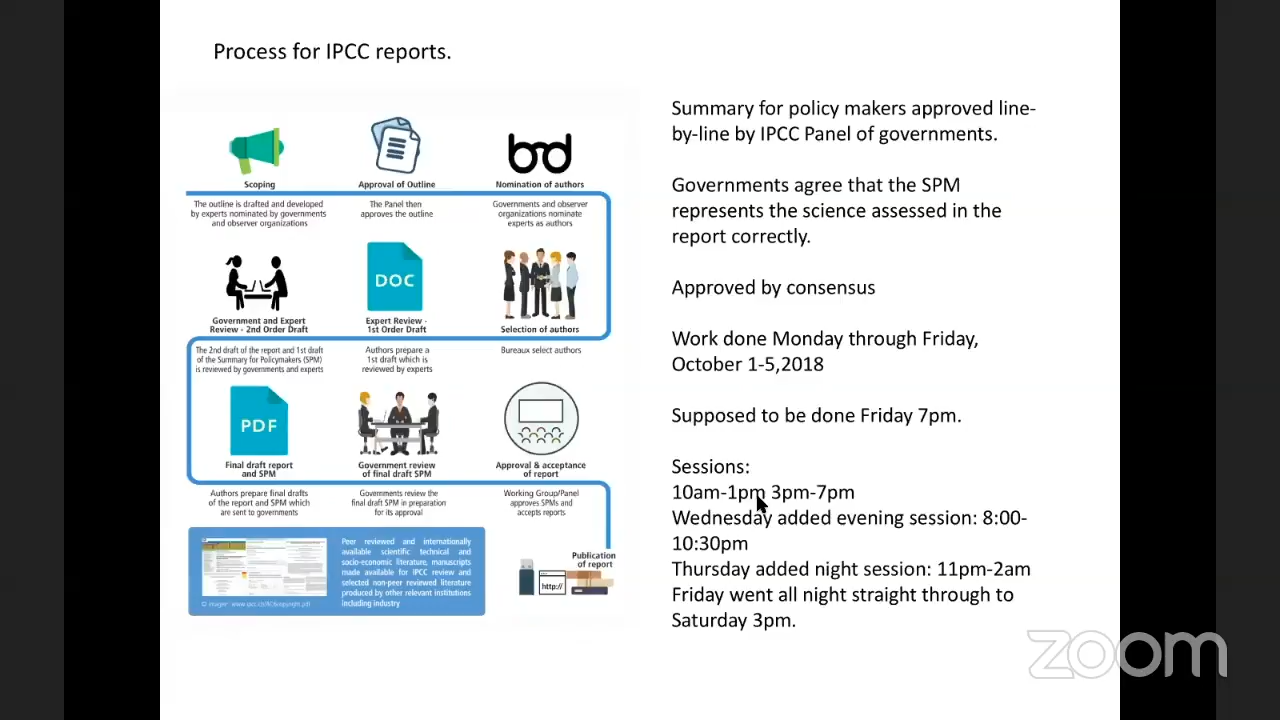 Process for IPCC reports.
Scoping
The outline is drafted and developed
by experts nominated by governments
and observer organizations
Approval of Outline
The Panel then
approves the outline
Nomination of authors
Governments and observer
organizations nominate
experts as authors
Government and Expert
Review - 2nd Order Draft
The 2nd draft of the report and 1st draft
of the Summary for Policymakers (SPM)
is reviewed by governments and experts
DOC
Expert Review -
1st Order Draft
Authors prepare a
1st draft which is
reviewed by experts
Selection of authors
Bureaux select authors
PDF
Final draft report
and SPM
Authors prepare final drafts
of the report and SPM which
are sent to governments
Government review
of final draft SPM
Governments review the
final draft SPM in preparation
for its approval
Approval & acceptance
of report
Working Group/Panel
approves SPMs and
accepts reports
Peer reviewed and internationally
available scientific technical and
socio-economic literature, manuscripts
made available for IPCC review and
selected non-peer reviewed literature
produced by other relevant institutions
including industry
Publication
of report
http://
Summary for policy makers approved line-
by-line by IPCC Panel of governments.
Governments agree that the SPM
represents the science assessed in the
report correctly.
Approved by consensus
Work done Monday through Friday,
October 1-5,2018
Supposed to be done Friday 7pm.
Sessions:
10am-1pm 3pm-7pm
Wednesday added evening session: 8:00-
10:30pm
Thursday added night session: 11pm-2am
Friday went all night straight through to
Saturday 3pm.
zoom